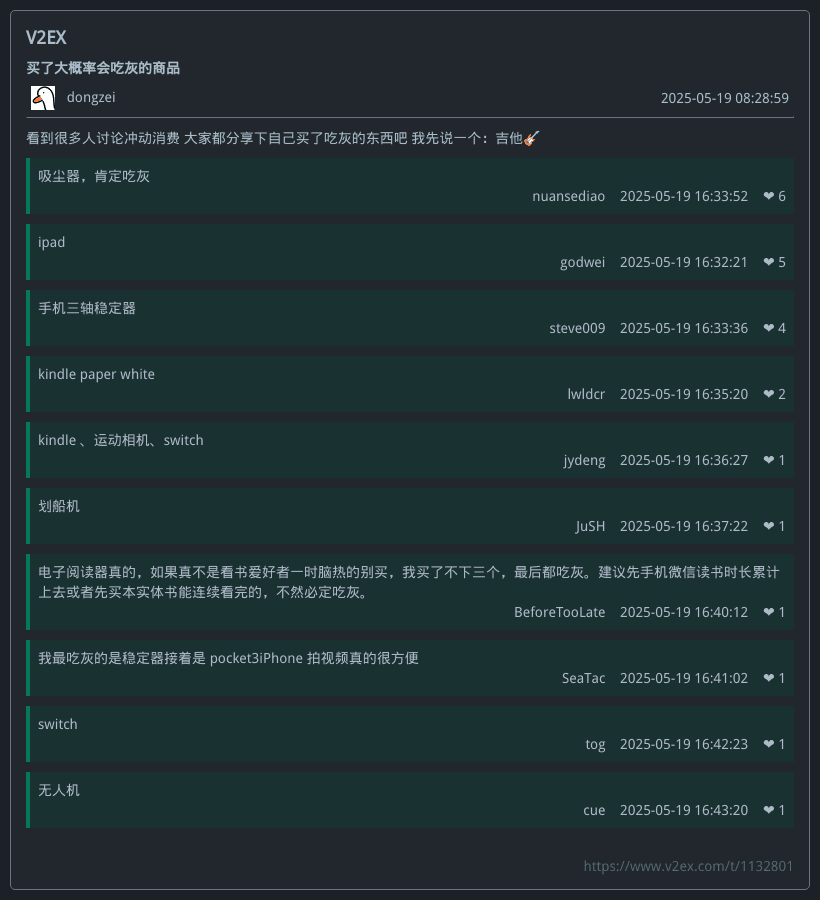 V2EX
买了大概率会吃灰的商品
dongzei 2025-05-19 08:28:59
看到很多人讨论冲动消费 大家都分享下自己买了吃灰的东西吧 我先说一个：吉他🎸
吸尘器，肯定吃灰
nuansediao 2025-05-19 16:33:52 ❤ 6
ipad
godwei 2025-05-19 16:32:21 ❤ 5
手机三轴稳定器
steve009 2025-05-19 16:33:36 ❤ 4
kindle paper white
lwldcr 2025-05-19 16:35:20 ❤ 2
kindle 、运动相机、switch
jydeng 2025-05-19 16:36:27 ❤ 1
划船机
JuSH 2025-05-19 16:37:22 ❤ 1
电子阅读器真的，如果真不是看书爱好者一时脑热的别买，我买了不下三个，最后都吃灰。建议先手机微信读书时长累计
上去或者先买本实体书能连续看完的，不然必定吃灰。
BeforeTooLate 2025-05-19 16:40:12 ❤ 1
我最吃灰的是稳定器接着是 pocket3iPhone 拍视频真的很方便
SeaTac 2025-05-19 16:41:02 ❤ 1
switch
tog 2025-05-19 16:42:23 ❤ 1
无人机
cue 2025-05-19 16:43:20 ❤ 1
https://www.v2ex.com/t/1132801